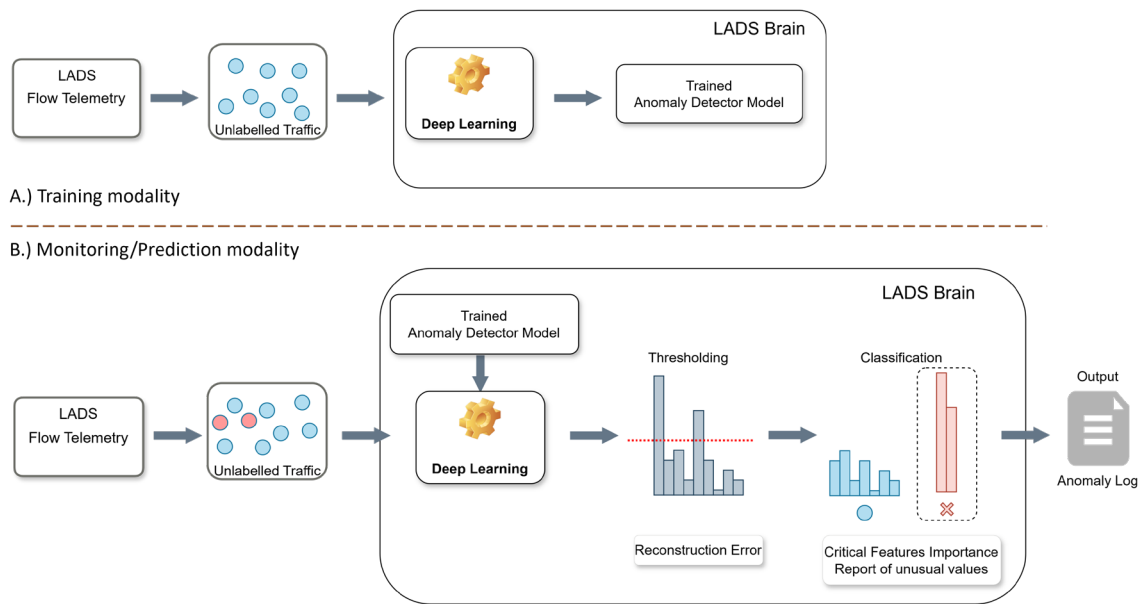 LADS Brain
LADS
Flow Telemetry
Unlabelled Traffic
Deep Learning
Trained
Anomaly Detector Model
A.) Training modality
B.) Monitoring/Prediction modality
LADS Brain
Trained
Anomaly Detector Model
LADS
Flow Telemetry
Unlabelled Traffic
Deep Learning
Thresholding
Reconstruction Error
Classification
Critical Features Importance
Report of unusual values
Output
Anomaly Log